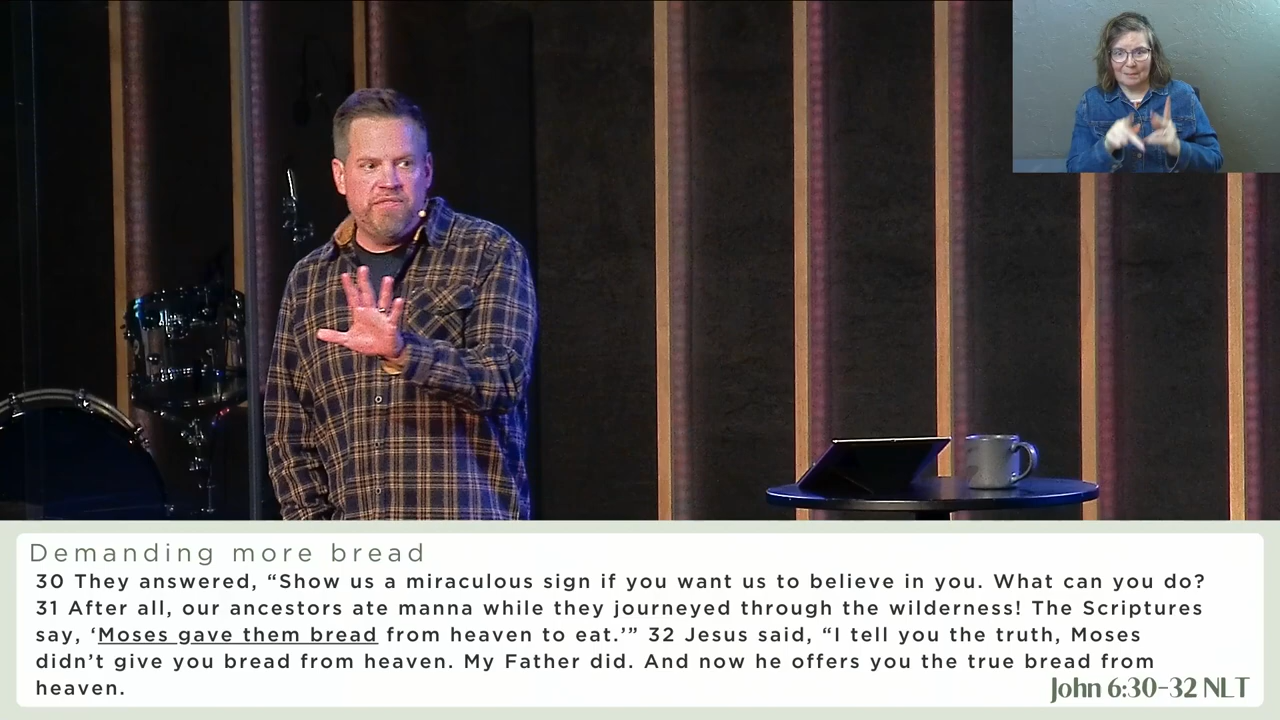 Demanding more bread
30 They answered, “Show us a miraculous sign if you want us to believe in you. What can you do?
31 After all, our ancestors ate manna while they journeyed through the wilderness! The Scriptures
say, ‘Moses gave them bread from heaven to eat.’” 32 Jesus said, “I tell you the truth, Moses
didn’t give you bread from heaven. My Father did. And now he offers you the true bread from
heaven.
John 6:30-32 NLT